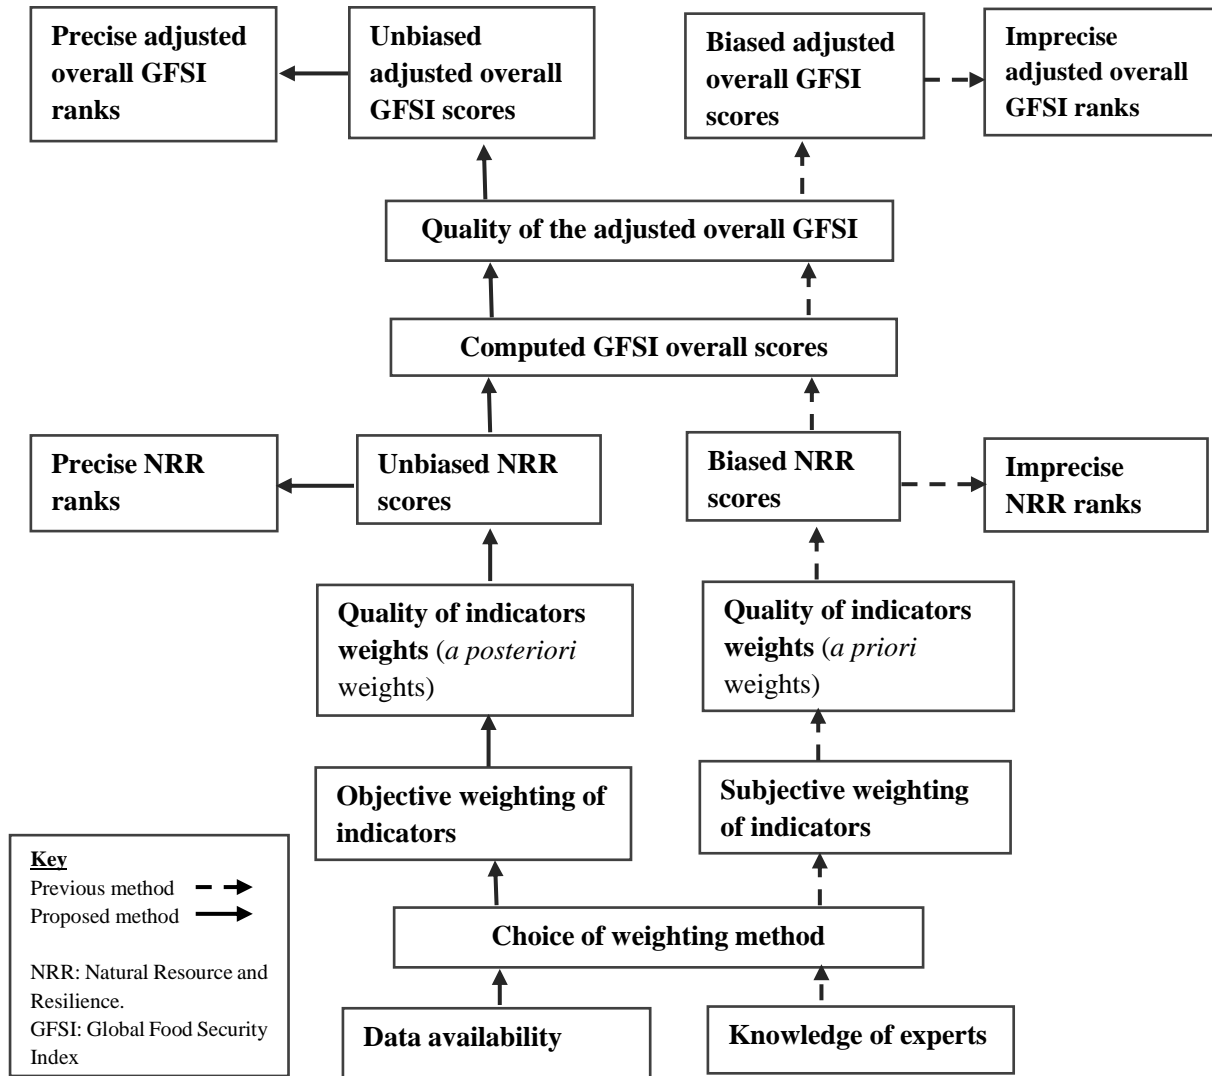 Precise adjusted
overall GFSI
ranks
Unbiased
adjusted overall
GFSI scores
Biased adjusted
overall GFSI
scores
Imprecise
adjusted overall
GFSI ranks
Quality of the adjusted overall GFSI
Computed GFSI overall scores
Precise NRR
ranks
Unbiased NRR
scores
Biased NRR
scores
Imprecise
NRR ranks
Quality of indicators
weights (a posteriori
weights)
Quality of indicators
weights (a priori
weights)
Objective weighting of
indicators
Subjective weighting
of indicators
Key
Previous method
Proposed method
NRR: Natural Resource and
Resilience.
GFSI: Global Food Security
Index
Choice of weighting method
Data availability
Knowledge of experts